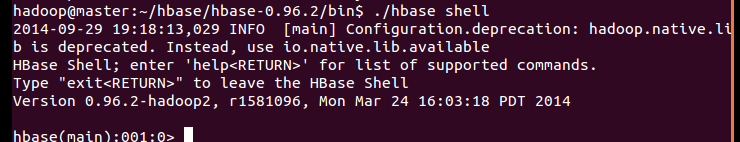 hadoop@master:~/hbase/hbase-0.96.2/bin$ ./hbase shell
2014-09-29 19:18:13,029 INFO  [main] Configuration.deprecation: hadoop.native.li
b is deprecated. Instead, use io.native.lib.available
HBase Shell; enter 'help<RETURN>' for list of supported commands.
Type "exit<RETURN>" to leave the HBase Shell
Version 0.96.2-hadoop2, r1581096, Mon Mar 24 16:03:18 PDT 2014
hbase(main):001:0>